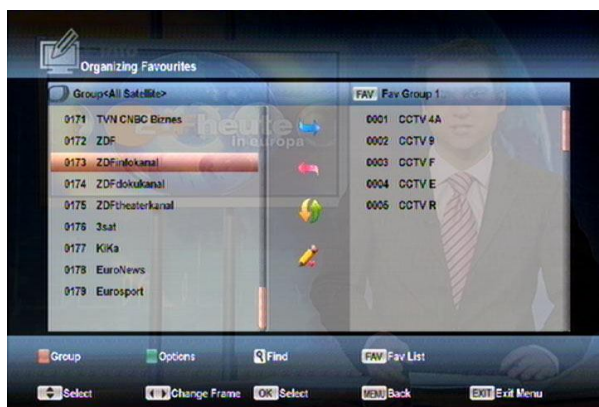 Organizing Favourites
Group<All Satellite>
FAV Fav Group 1
0171 TVN CNBC Biznes
0172 ZDF
0173 ZDFinfokanal
0174 ZDFdokukanal
0175 ZDFtheaterkanal
0176 3sat
0177 KiKa
0178 EuroNews
0179 Eurosport
heute
in europa
0001 CCTV 4A
0002 CCTV 9
0003 CCTV F
0004 CCTV E
0005 CCTV R
Group Options Find FAV Fav List
Select Change Frame OK Select MENU Back EXIT Exit Menu